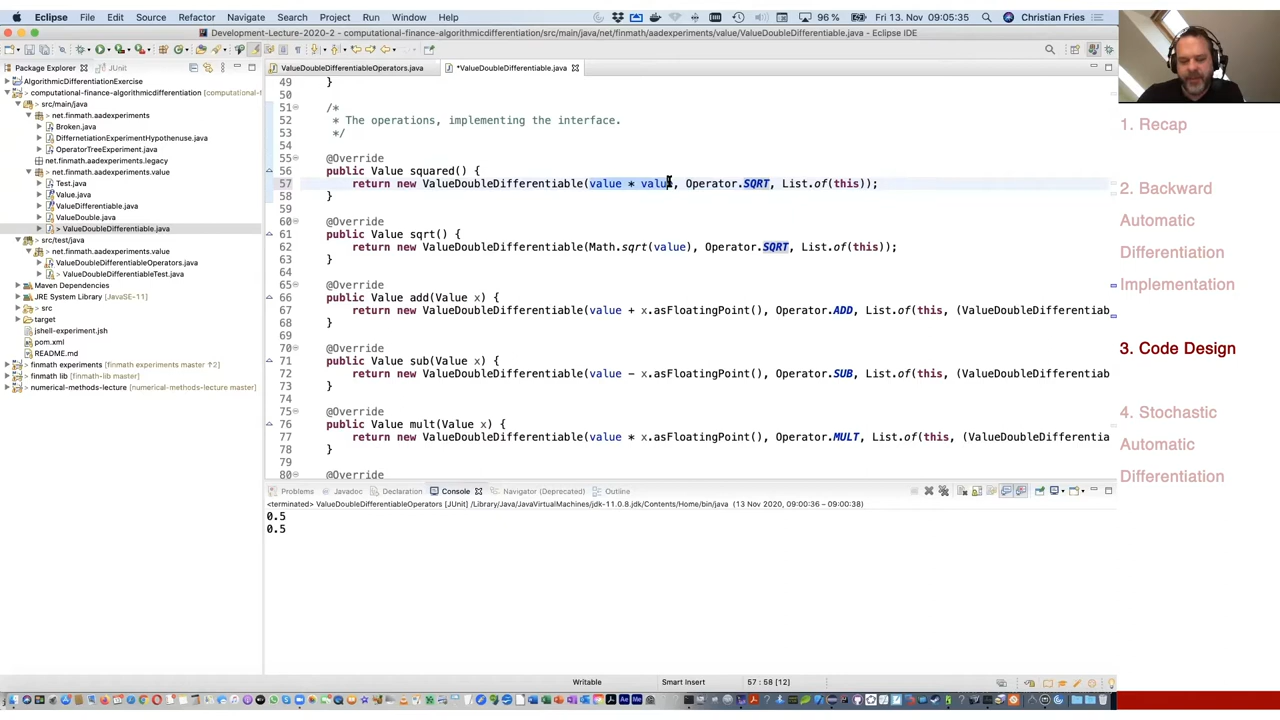 Eclipse File Edit Source Refactor Navigate Search Project Run Window Help 96 % Fri 13. Nov 09:05:35 Christian Fries
Development-Lecture-2020-2 - computational-finance-algorithmicdifferentiation/src/main/java/net/finmath/aadexperiments/value/ValueDoubleDifferentiable.java - Eclipse IDE
Package Explorer JUnit
AlgorithmicDifferentiationExercise
> computational-finance-algorithmicdifferentiation (computational-f
> src/main/java
net.finmath.aadexperiments
Broken.java
DiffernetiationExperimentHypothenuse.java
OperatorTreeExperiment.java
net.finmath.aadexperiments.legacy
> net.finmath.aadexperiments.value
Test.java
Value.java
ValueDifferentiable.java
ValueDouble.java
> ValueDoubleDifferentiable.java
> src/test/java
> net.finmath.aadexperiments.value
ValueDoubleDifferentiableOperators.java
> ValueDoubleDifferentiableTest.java
Maven Dependencies
JRE System Library [JavaSE-11]
> src
target
jshell-experiment.jsh
pom.xml
README.md
finmath experiments [finmath experiments master ↑2]
finmath lib [finmath-lib master]
numerical-methods-lecture [numerical-methods-lecture master]
ValueDoubleDifferentiableOperators.java *ValueDoubleDifferentiable.java
49 }
50
51 /*
52 * The operations, implementing the interface.
53 */
54
55 @Override
56 public Value squared() {
57 return new ValueDoubleDifferentiable(value * value, Operator.SQRT, List.of(this));
58 }
59
60 @Override
61 public Value sqrt() {
62 return new ValueDoubleDifferentiable(Math.sqrt(value), Operator.SQRT, List.of(this));
63 }
64
65 @Override
66 public Value add(Value x) {
67 return new ValueDoubleDifferentiable(value + x.asFloatingPoint(), Operator.ADD, List.of(this, (ValueDoubleDifferentiab
68 }
69
70 @Override
71 public Value sub(Value x) {
72 return new ValueDoubleDifferentiable(value - x.asFloatingPoint(), Operator.SUB, List.of(this, (ValueDoubleDifferentiab
73 }
74
75 @Override
76 public Value mult(Value x) {
77 return new ValueDoubleDifferentiable(value * x.asFloatingPoint(), Operator.MULT, List.of(this, (ValueDoubleDifferentia
78 }
79
80 @Override
Problems Javadoc Declaration Console Navigator (Deprecated) Outline
<terminated> ValueDoubleDifferentiableOperators [JUnit] /Library/Java/JavaVirtualMachines/jdk-11.0.8.jdk/Contents/Home/bin/java (13 Nov 2020, 09:00:36 – 09:00:38)
0.5
0.5
Writable Smart Insert 57 : 58 [12]
1. Recap
2. Backward
Automatic
Differentiation
Implementation
3. Code Design
4. Stochastic
Automatic
Differentiation